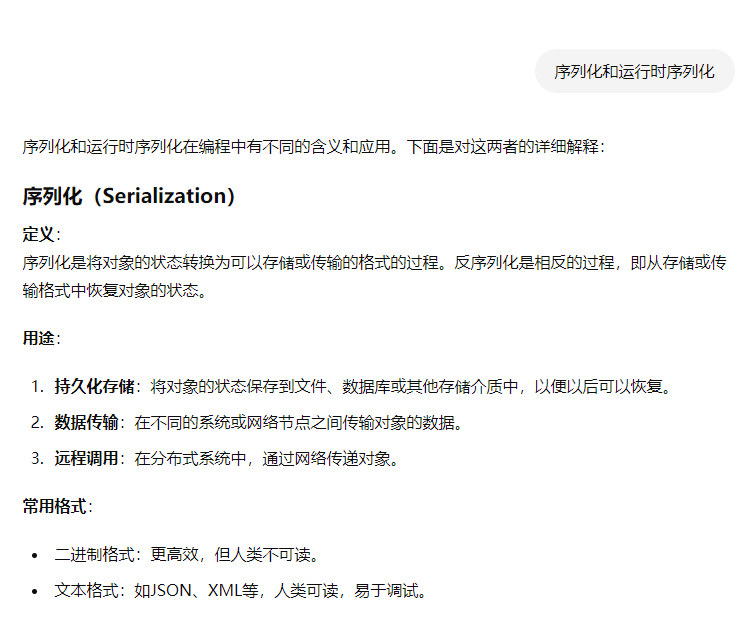 序列化和运行时序列化
序列化和运行时序列化在编程中有不同的含义和应用。下面是对这两者的详细解释：
序列化（Serialization）
定义：
序列化是将对象的状态转换为可以存储或传输的格式的过程。反序列化是相反的过程，即从存储或传
输格式中恢复对象的状态。
用途：
1. 持久化存储：将对象的状态保存到文件、数据库或其他存储介质中，以便以后可以恢复。
2. 数据传输：在不同的系统或网络节点之间传输对象的数据。
3. 远程调用：在分布式系统中，通过网络传递对象。
常用格式：
• 二进制格式：更高效，但人类不可读。
• 文本格式：如JSON、XML等，人类可读，易于调试。